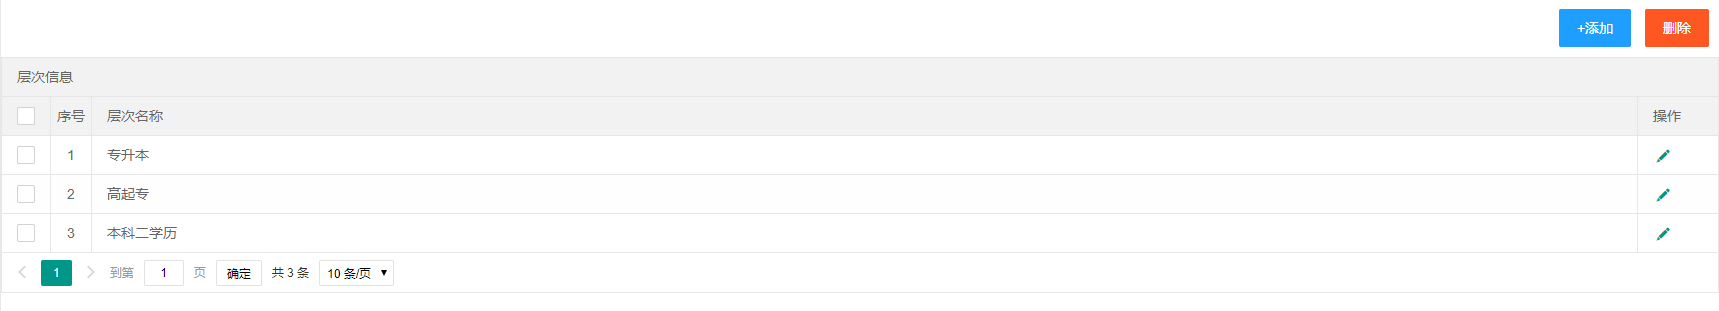 +添加 删除
层次信息
序号 层次名称 操作
1 专升本
2 高起专
3 本科二学历
1 到第 1 页 确定 共 3 条 10 条/页